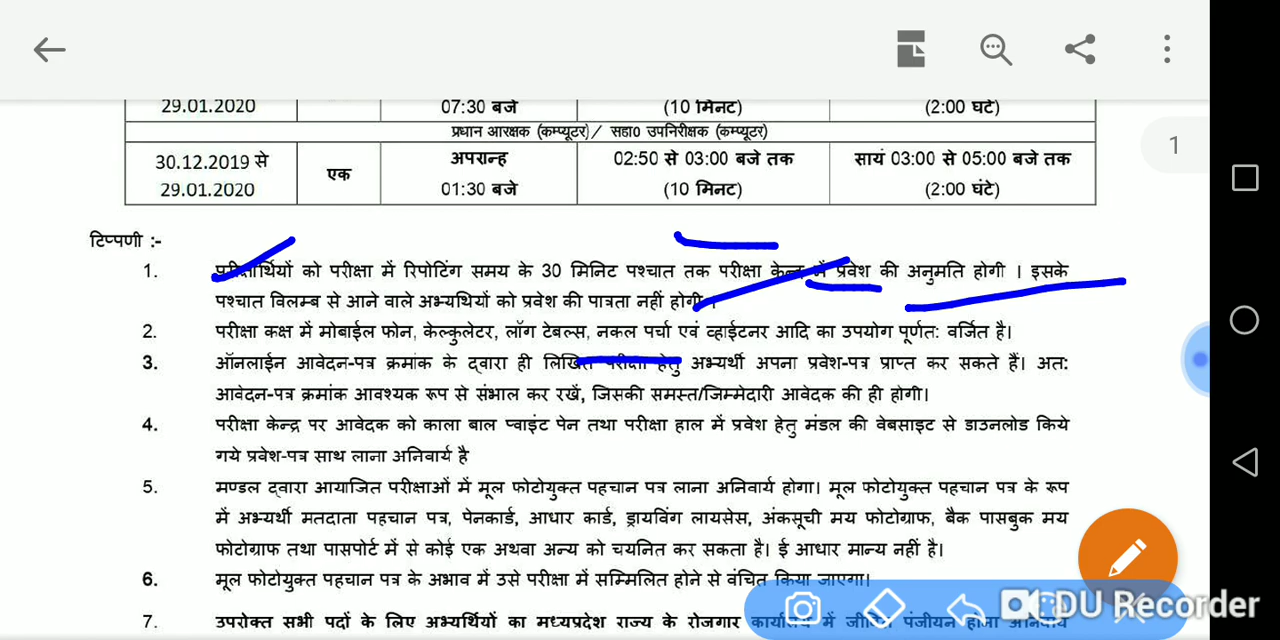 1
29.01.2020 07:30 बजे (10 मिनट) (2:00 घंटे)
प्रधान आरक्षक (कम्प्यूटर)/ सहा0 उपनिरीक्षक (कम्प्यूटर)
30.12.2019 से एक अपरान्ह 02:50 से 03:00 बजे तक सायं 03:00 से 05:00 बजे तक
29.01.2020 01:30 बजे (10 मिनट) (2:00 घंटे)
टिप्पणी :-
1. परीक्षार्थियों को परीक्षा में रिपोटिंग समय के 30 मिनिट पश्चात तक परीक्षा केन्द्र में प्रवेश की अनुमति होगी । इसके
पश्चात विलम्ब से आने वाले अभ्यथियों को प्रवेश की पात्रता नहीं होगी ।
2. परीक्षा कक्ष में मोबाईल फोन, केल्कुलेटर, लॉग टेबल्स, नकल पर्चा एवं व्हाईटनर आदि का उपयोग पूर्णत: वर्जित है।
3. ऑनलाईन आवेदन-पत्र क्रमांक के द्वारा ही लिखित परीक्षा हेतु अभ्यर्थी अपना प्रवेश-पत्र प्राप्त कर सकते हैं। अत:
आवेदन-पत्र क्रमांक आवश्यक रूप से संभाल कर रखें, जिसकी समस्त/जिम्मेदारी आवेदक की ही होगी।
4. परीक्षा केन्द्र पर आवेदक को काला बाल प्वाइंट पेन तथा परीक्षा हाल में प्रवेश हेतु मंडल की वेबसाइट से डाउनलोड किये
गये प्रवेश-पत्र साथ लाना अनिवार्य है
5. मण्डल द्वारा आयाजित परीक्षाओं में मूल फोटोयुक्त पहचान पत्र लाना अनिवार्य होगा। मूल फोटोयुक्त पहचान पत्र के रूप
में अभ्यर्थी मतदाता पहचान पत्र, पेनकार्ड, आधार कार्ड, ड्रायविंग लायसेस, अंकसूची मय फोटोग्राफ, बैक पासबुक मय
फोटोग्राफ तथा पासपोर्ट में से कोई एक अथवा अन्य को चयनित कर सकता है। ई आधार मान्य नहीं है।
6. मूल फोटोयुक्त पहचान पत्र के अभाव में उसे परीक्षा में सम्मिलित होने से वंचित किया जाएगा।
7. उपरोक्त सभी पदों के लिए अभ्यर्थियों का मध्यप्रदेश राज्य के रोजगार कार्यालय में जीवित पंजीयन होना अनिवार्य
DU Recorder